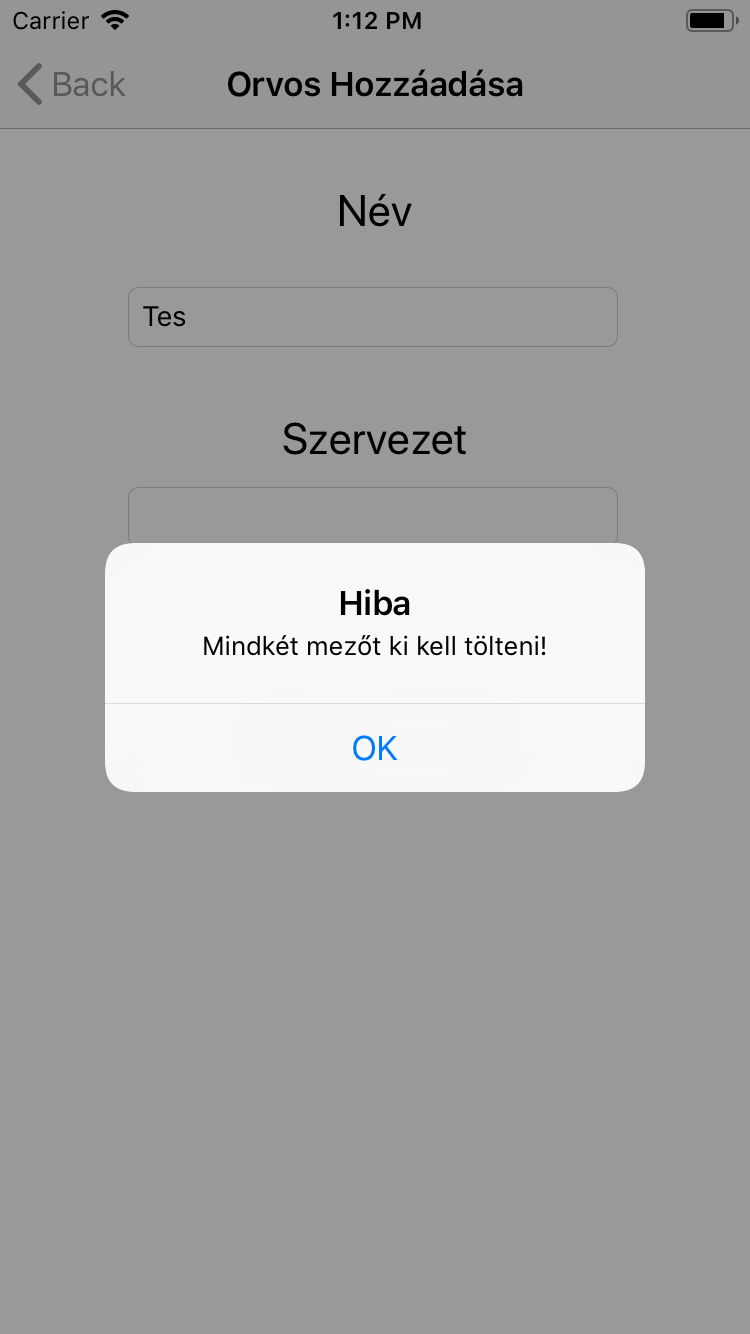 Carrier 1:12 PM
Back Orvos Hozzáadása
Név
Tes
Szervezet
Hiba
Mindkét mezőt ki kell tölteni!
OK